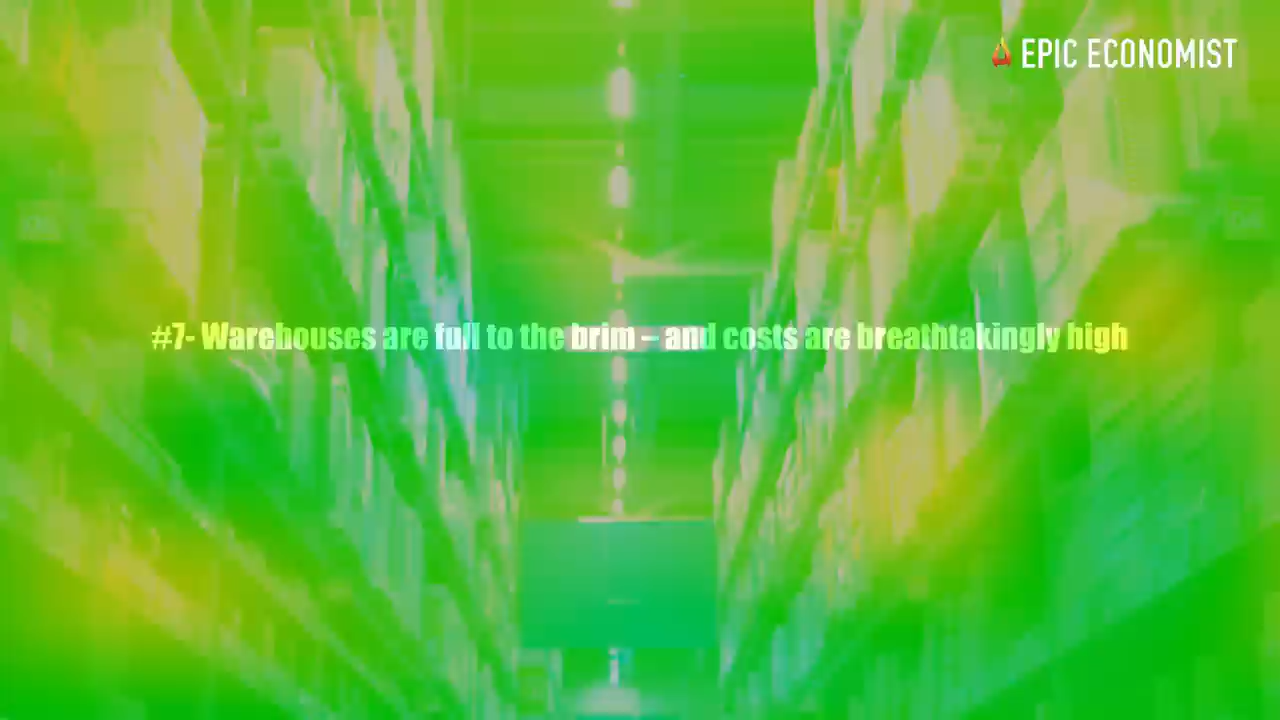 EPIC ECONOMIST
#7- Warehouses are full to the brim – and costs are breathtakingly high